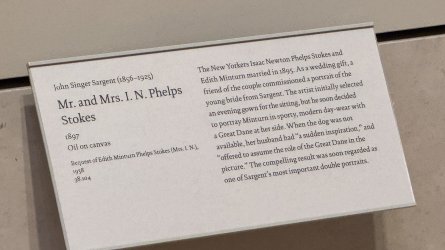 John Singer Sargent (1856–1925)
Mr. and Mrs. I. N. Phelps
Stokes
1897
Oil on canvas
Bequest of Edith Minturn Phelps Stokes (Mrs. I. N.),
1938
38.104
The New Yorkers Isaac Newton Phelps Stokes and
Edith Minturn married in 1895. As a wedding gift, a
friend of the couple commissioned a portrait of the
young bride from Sargent. The artist initially selected
an evening gown for the sitting, but he soon decided
to portray Minturn in sporty, modern day-wear with
a Great Dane at her side. When the dog was not
available, her husband had “a sudden inspiration,” and
“offered to assume the role of the Great Dane in the
picture.” The compelling result was soon regarded as
one of Sargent’s most important double portraits.